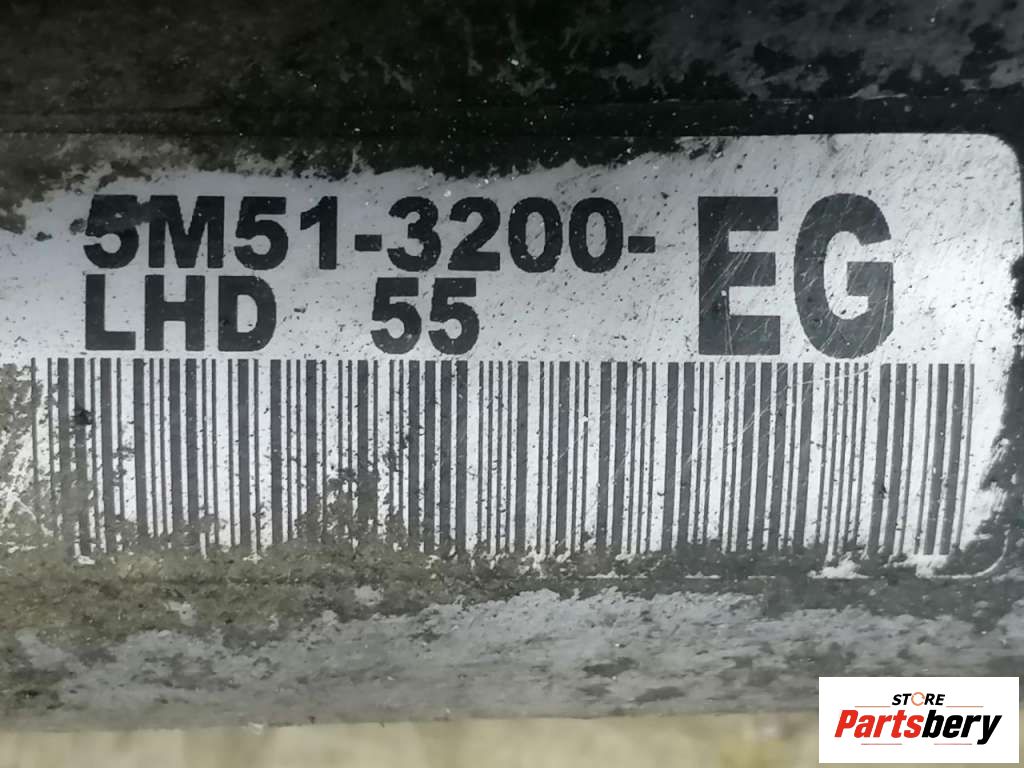 5M51-3200-EG
LHD 55
STORE
Partsbery